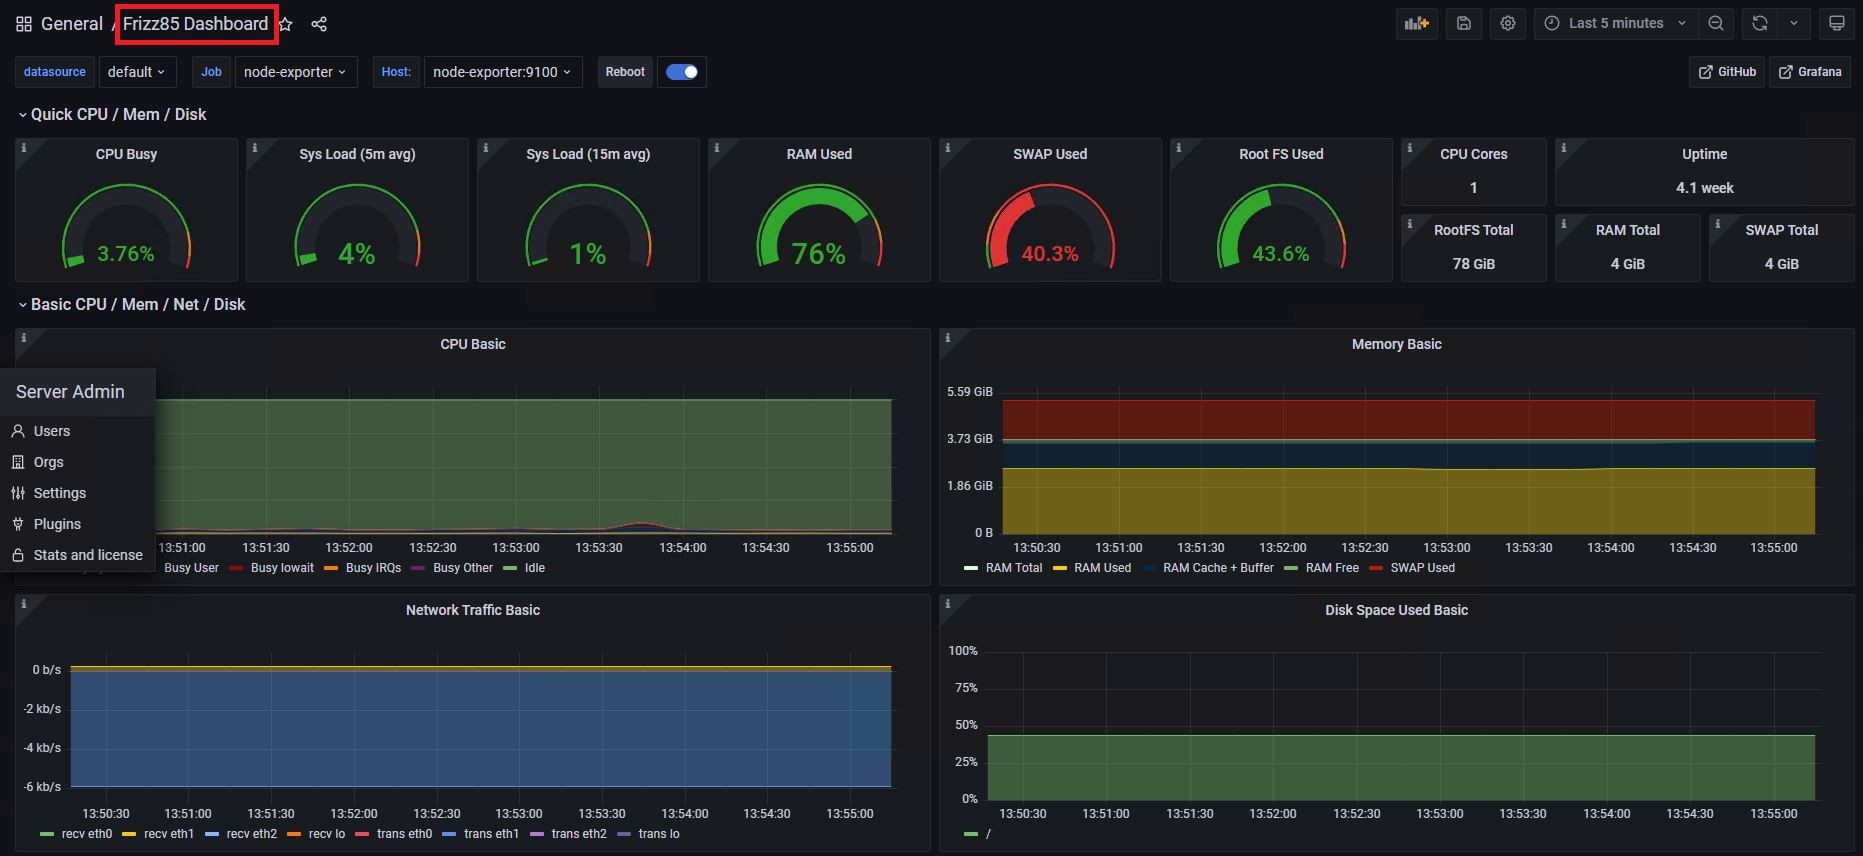 General / Frizz85 Dashboard
Last 5 minutes
datasource default Job node-exporter Host: node-exporter:9100 Reboot
GitHub Grafana
Quick CPU / Mem / Disk
CPU Busy
3.76%
Sys Load (5m avg)
4%
Sys Load (15m avg)
1%
RAM Used
76%
SWAP Used
40.3%
Root FS Used
43.6%
CPU Cores
1
Uptime
4.1 week
RootFS Total
78 GiB
RAM Total
4 GiB
SWAP Total
4 GiB
Basic CPU / Mem / Net / Disk
CPU Basic
Server Admin
Users
Orgs
Settings
Plugins
Stats and license
13:51:00 13:51:30 13:52:00 13:52:30 13:53:00 13:53:30 13:54:00 13:54:30 13:55:00
Busy User Busy Iowait Busy IRQs Busy Other Idle
Memory Basic
5.59 GiB
3.73 GiB
1.86 GiB
0 B
13:50:30 13:51:00 13:51:30 13:52:00 13:52:30 13:53:00 13:53:30 13:54:00 13:54:30 13:55:00
RAM Total RAM Used RAM Cache + Buffer RAM Free SWAP Used
Network Traffic Basic
0 b/s
-2 kb/s
-4 kb/s
-6 kb/s
13:50:30 13:51:00 13:51:30 13:52:00 13:52:30 13:53:00 13:53:30 13:54:00 13:54:30 13:55:00
recv eth0 recv eth1 recv eth2 recv lo trans eth0 trans eth1 trans eth2 trans lo
Disk Space Used Basic
100%
75%
50%
25%
0%
13:50:30 13:51:00 13:51:30 13:52:00 13:52:30 13:53:00 13:53:30 13:54:00 13:54:30 13:55:00
/